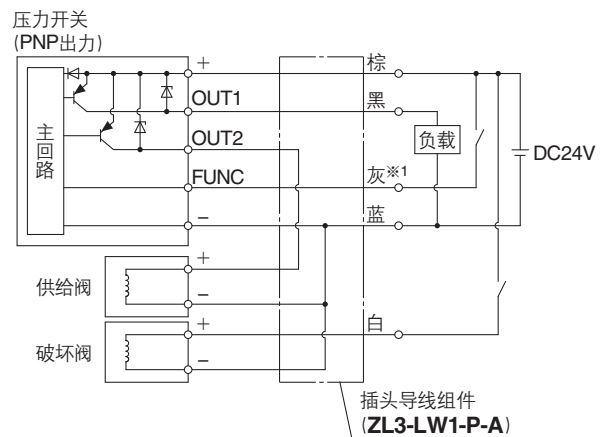 压力开关
(PNP出力)
主回路
+
OUT1
OUT2
FUNC
−
棕
黑
灰※1
蓝
白
负载
DC24V
供给阀
+
−
破坏阀
+
−
插头导线组件
(ZL3-LW1-P-A)